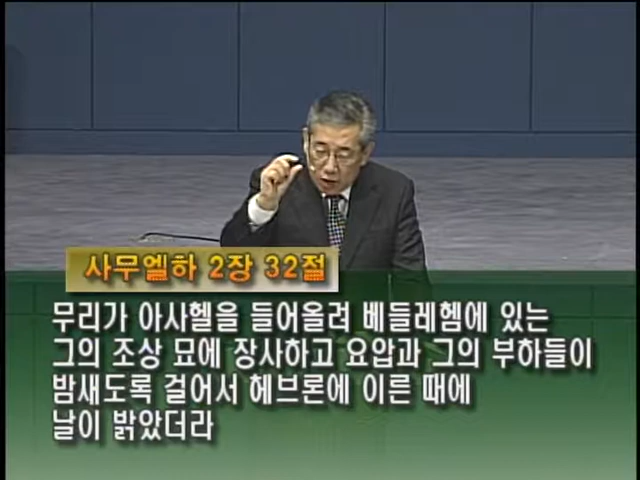 사무엘하 2장 32절
무리가 아사헬을 들어올려 베들레헴에 있는
그의 조상 묘에 장사하고 요압과 그의 부하들이
밤새도록 걸어서 헤브론에 이른 때에
날이 밝았더라